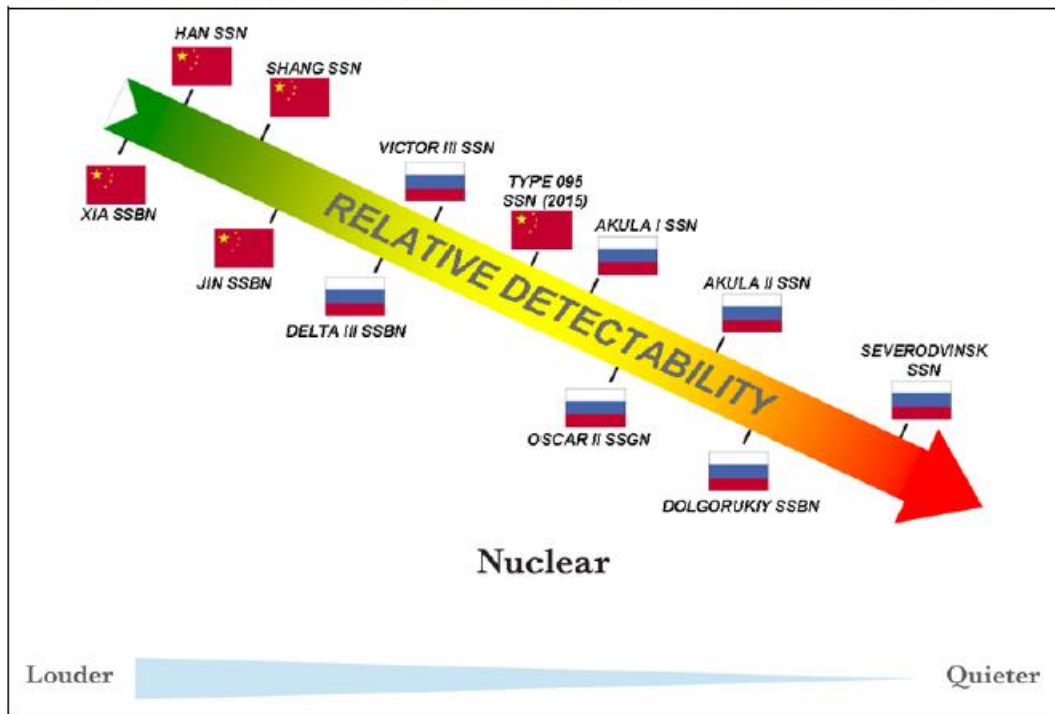 HAN SSN
SHANG SSN
XIA SSBN
VICTOR III SSN
TYPE 095
SSN (2015)
JIN SSBN
AKULA I SSN
DELTA III SSBN
RELATIVE DETECTABILITY
AKULA II SSN
SEVERODVINSK
SSN
OSCAR II SSGN
DOLGORUKIY SSBN
Nuclear
Louder
Quieter